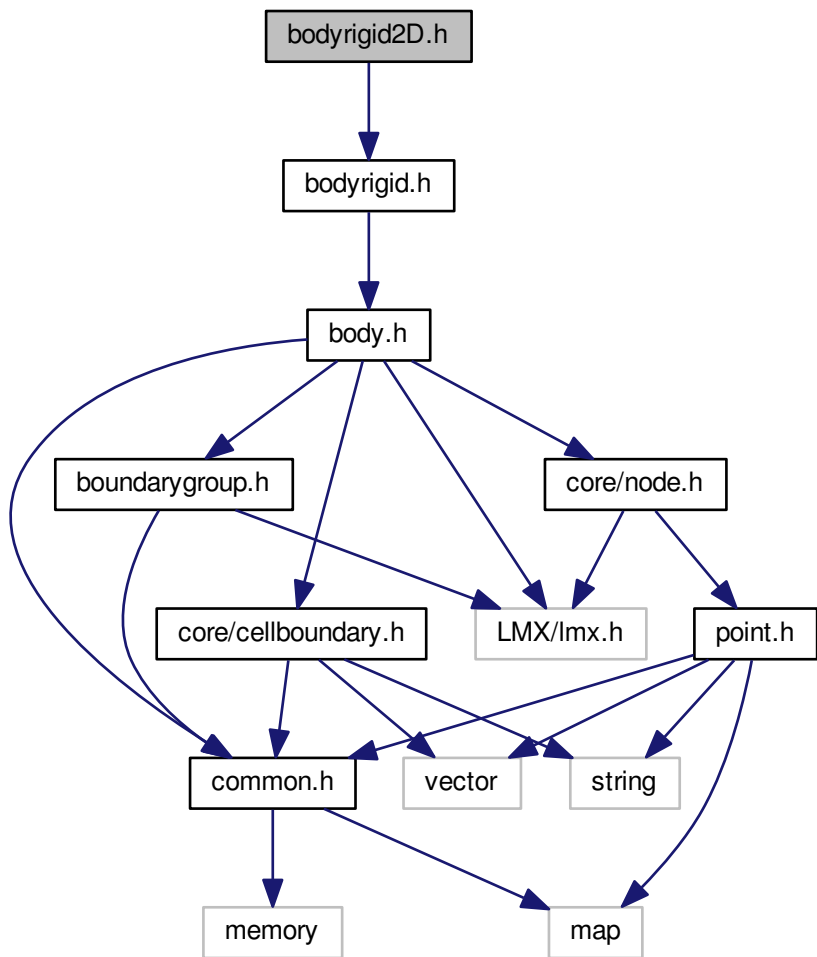 bodyrigid2D.h
bodyrigid.h
body.h
boundarygroup.h
core/node.h
core/cellboundary.h
LMX/lmx.h
point.h
common.h
vector
string
memory
map